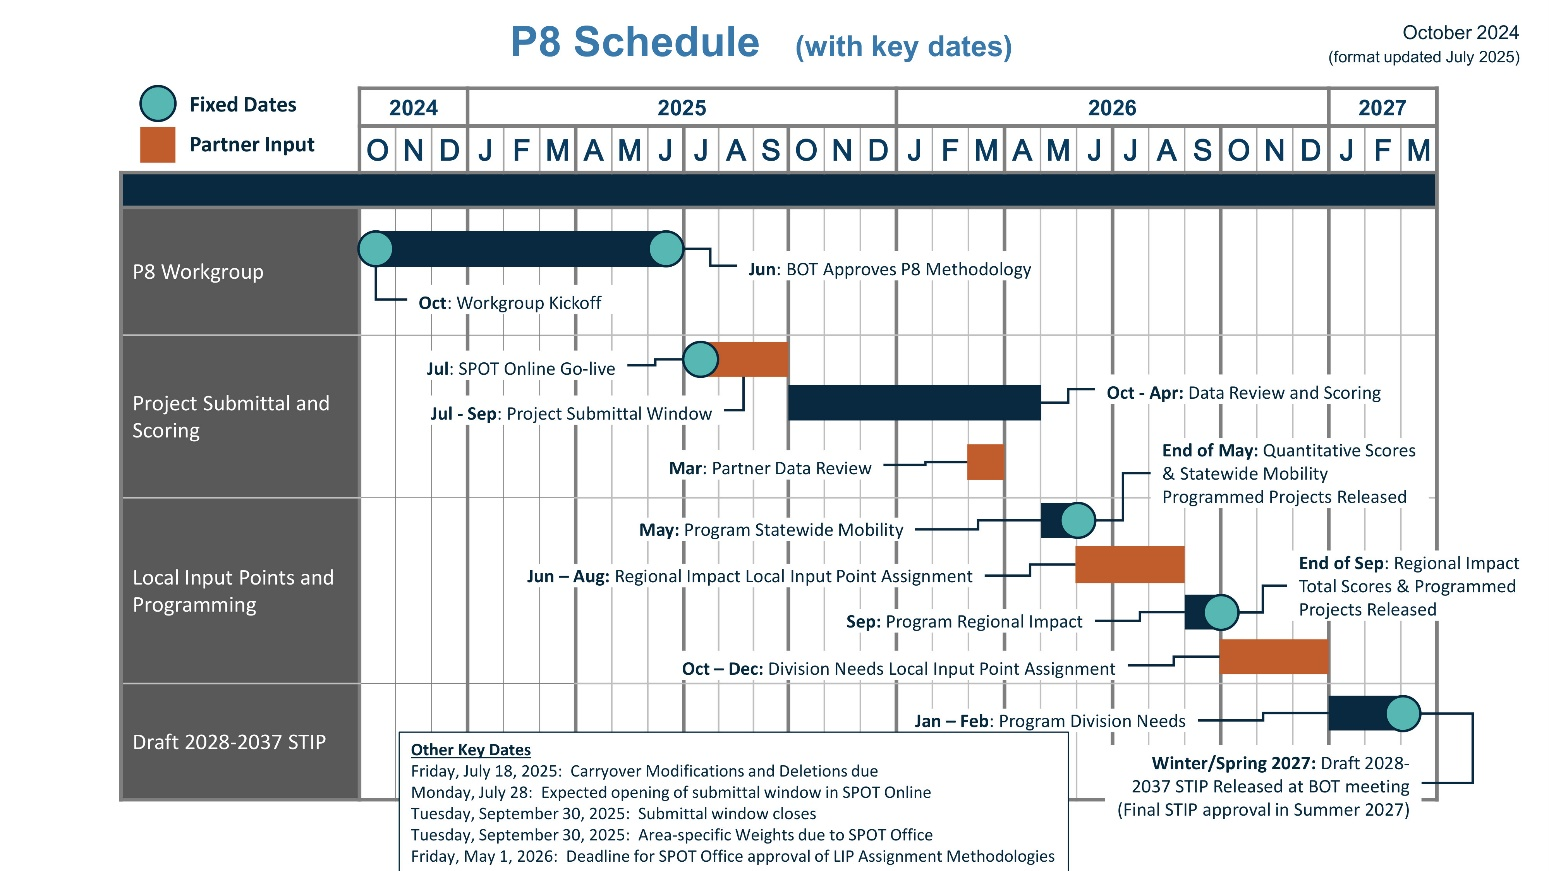 P8 Schedule (with key dates)
October 2024
(format updated July 2025)
Fixed Dates
Partner Input
2024 2025 2026 2027
O N D J F M A M J J A S O N D J F M A M J J A S O N D J F M
P8 Workgroup
Jun: BOT Approves P8 Methodology
Oct: Workgroup Kickoff
Project Submittal and
Scoring
Jul: SPOT Online Go-live
Jul - Sep: Project Submittal Window
Oct - Apr: Data Review and Scoring
Mar: Partner Data Review
End of May: Quantitative Scores
& Statewide Mobility
Programmed Projects Released
Local Input Points and
Programming
May: Program Statewide Mobility
Jun – Aug: Regional Impact Local Input Point Assignment
End of Sep: Regional Impact
Total Scores & Programmed
Projects Released
Sep: Program Regional Impact
Oct – Dec: Division Needs Local Input Point Assignment
Draft 2028-2037 STIP
Jan – Feb: Program Division Needs
Winter/Spring 2027: Draft 2028-
2037 STIP Released at BOT meeting
(Final STIP approval in Summer 2027)
Other Key Dates
Friday, July 18, 2025: Carryover Modifications and Deletions due
Monday, July 28: Expected opening of submittal window in SPOT Online
Tuesday, September 30, 2025: Submittal window closes
Tuesday, September 30, 2025: Area-specific Weights due to SPOT Office
Friday, May 1, 2026: Deadline for SPOT Office approval of LIP Assignment Methodologies